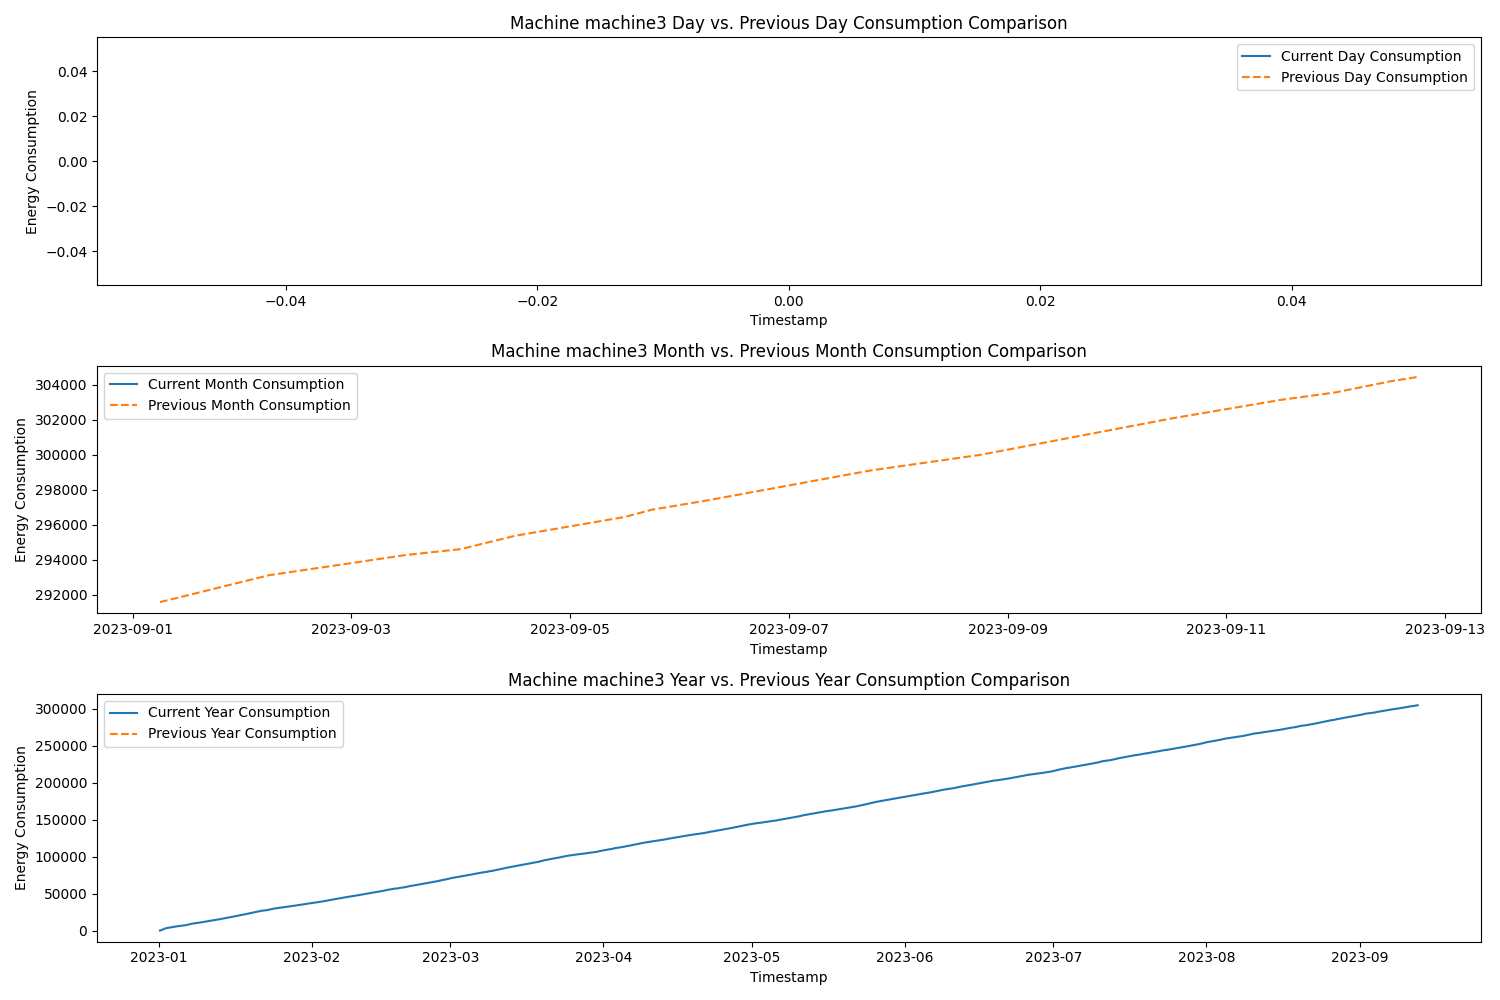 Machine machine3 Day vs. Previous Day Consumption Comparison
Current Day Consumption
Previous Day Consumption
Energy Consumption
0.04
0.02
0.00
−0.02
−0.04
−0.04 −0.02 0.00 0.02 0.04
Timestamp
Machine machine3 Month vs. Previous Month Consumption Comparison
Current Month Consumption
Previous Month Consumption
Energy Consumption
304000
302000
300000
298000
296000
294000
292000
2023-09-01 2023-09-03 2023-09-05 2023-09-07 2023-09-09 2023-09-11 2023-09-13
Timestamp
Machine machine3 Year vs. Previous Year Consumption Comparison
Current Year Consumption
Previous Year Consumption
Energy Consumption
300000
250000
200000
150000
100000
50000
0
2023-01 2023-02 2023-03 2023-04 2023-05 2023-06 2023-07 2023-08 2023-09
Timestamp